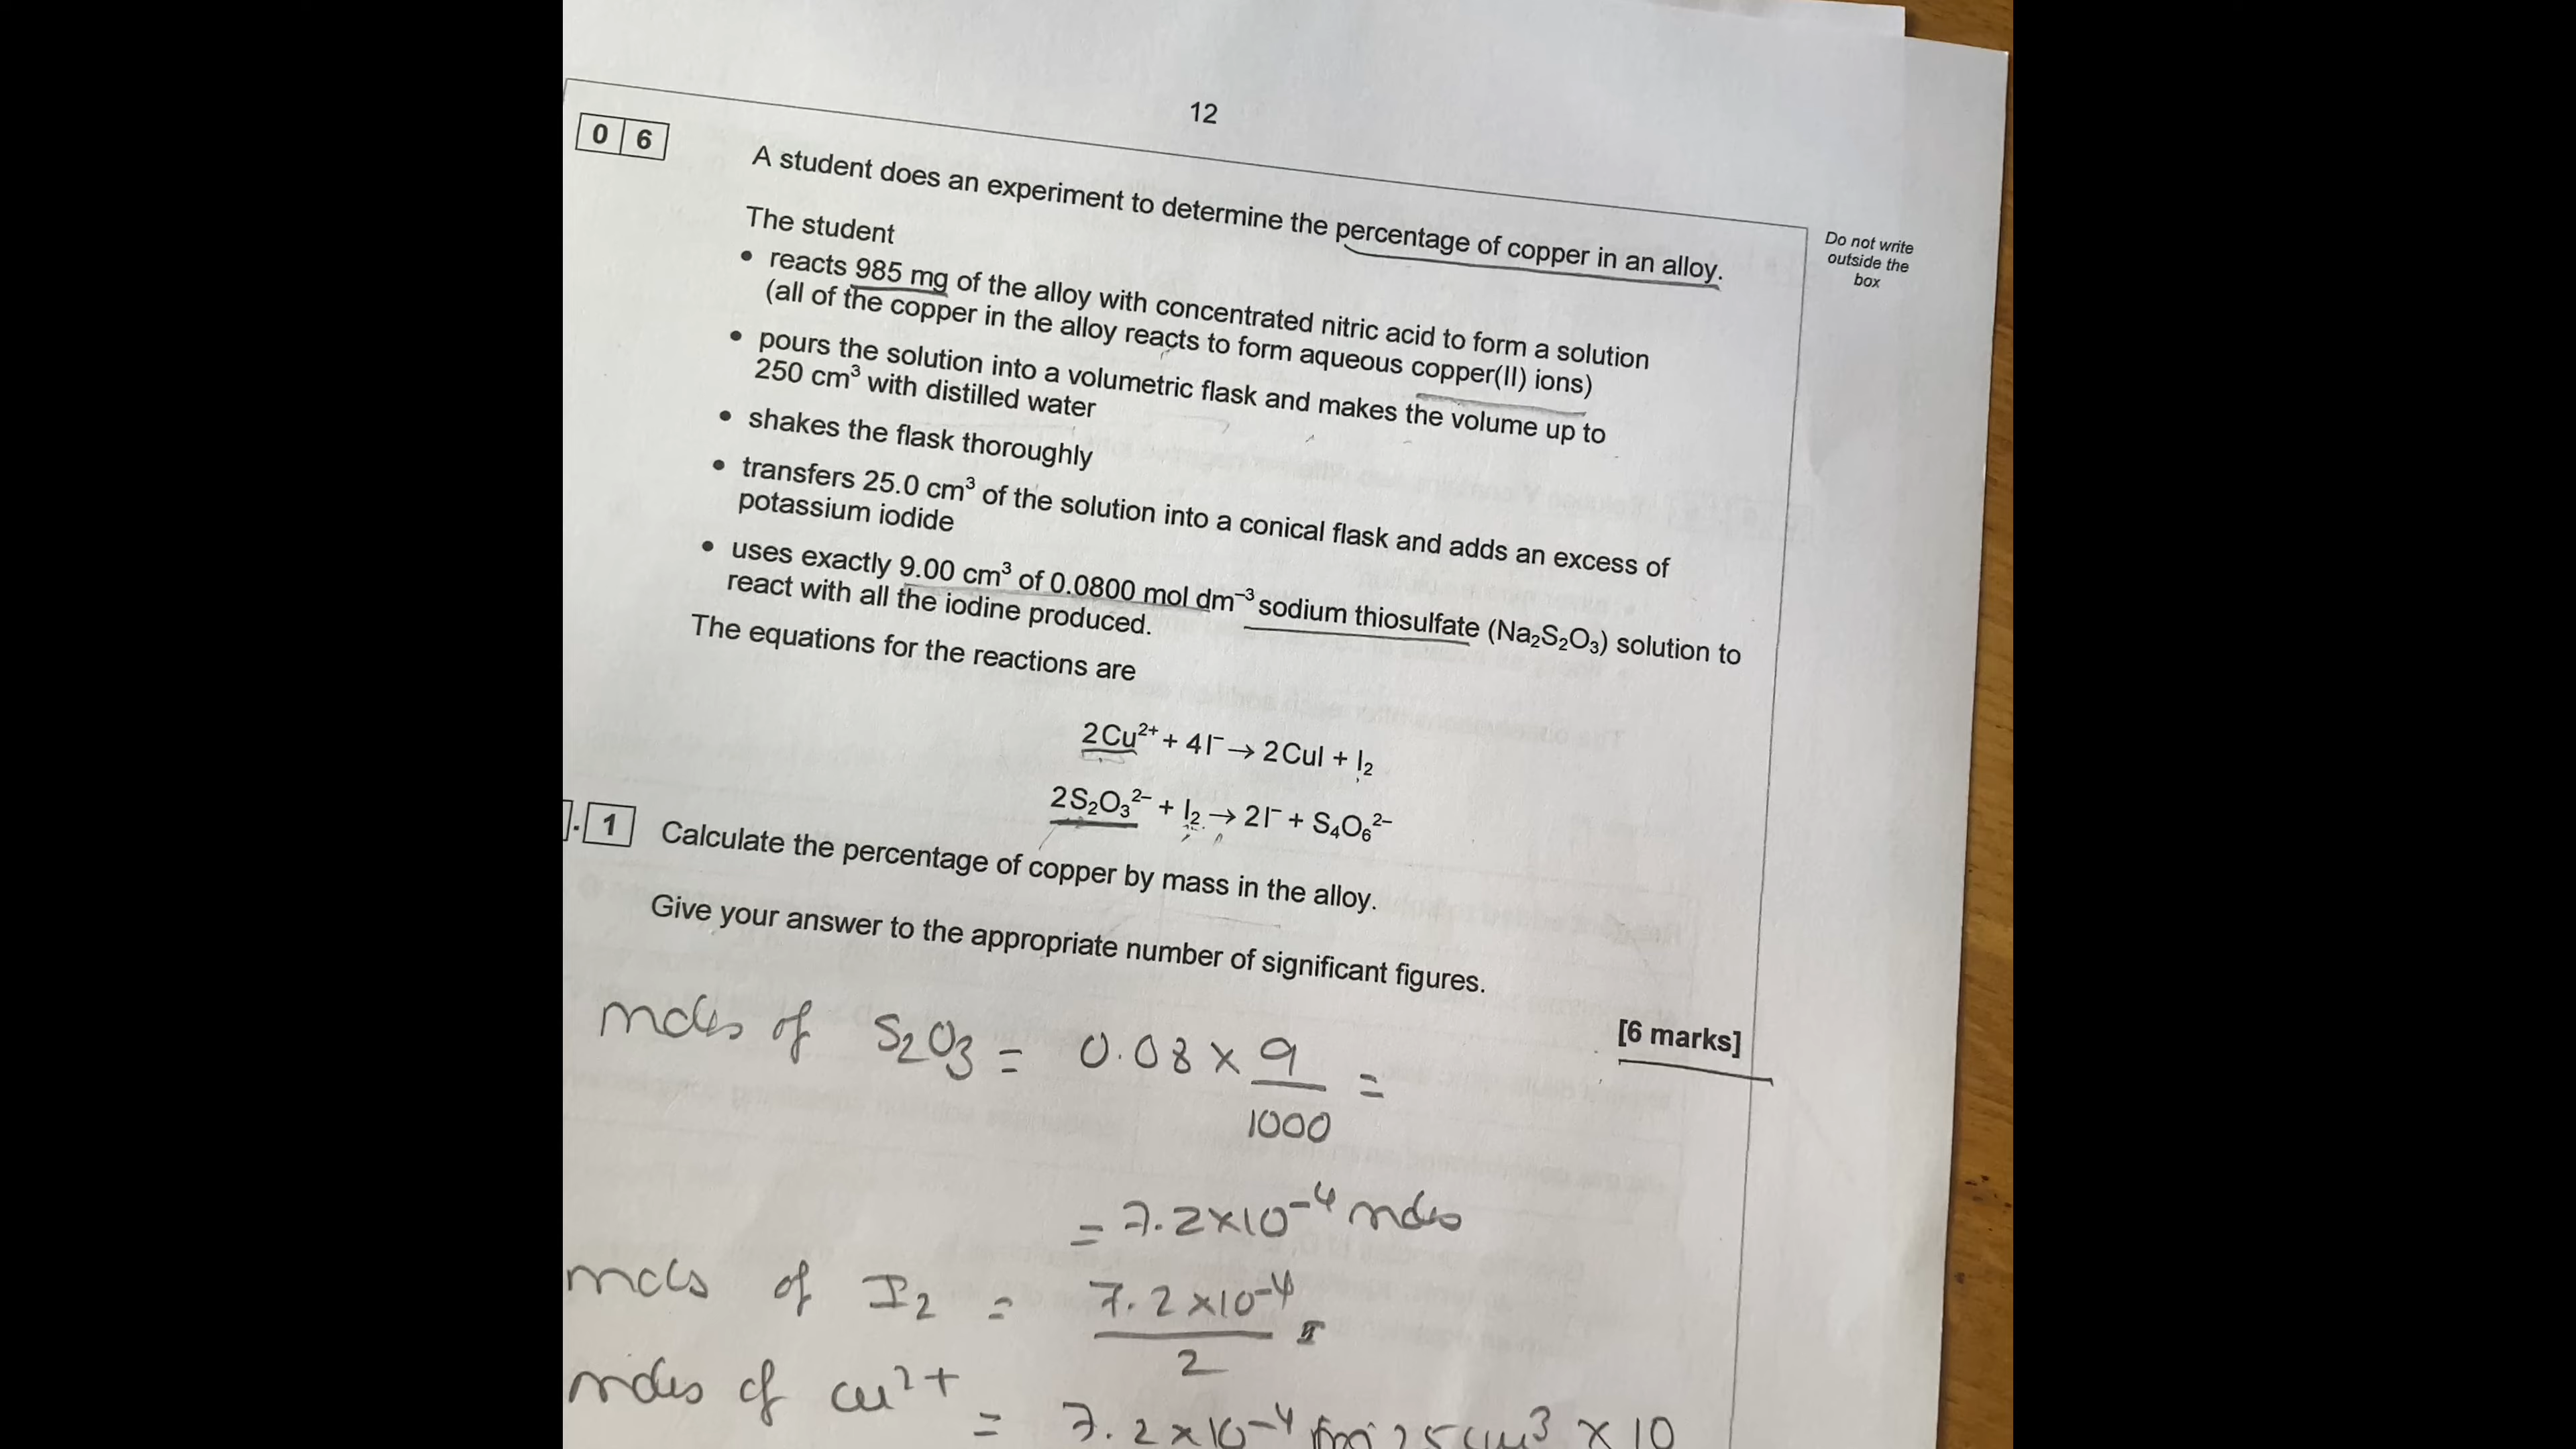 12
06
A student does an experiment to determine the percentage of copper in an alloy.
Do not write
outside the
box
The student
• reacts 985 mg of the alloy with concentrated nitric acid to form a solution
(all of the copper in the alloy reacts to form aqueous copper(II) ions)
• pours the solution into a volumetric flask and makes the volume up to
250 cm³ with distilled water
• shakes the flask thoroughly
• transfers 25.0 cm³ of the solution into a conical flask and adds an excess of
potassium iodide
• uses exactly 9.00 cm³ of 0.0800 mol dm⁻³ sodium thiosulfate (Na₂S₂O₃) solution to
react with all the iodine produced.
The equations for the reactions are
2Cu²⁺ + 4I⁻ → 2CuI + I₂
2S₂O₃²⁻ + I₂ → 2I⁻ + S₄O₆²⁻
.1 Calculate the percentage of copper by mass in the alloy.
Give your answer to the appropriate number of significant figures.
[6 marks]
moles of S₂O₃ = 0.08 × 9/1000 =
= 7.2×10⁻⁴ moles
moles of I₂ = 7.2×10⁻⁴/2
moles of cu²⁺ = 7.2×10⁻⁴ for 25cm³ × 10